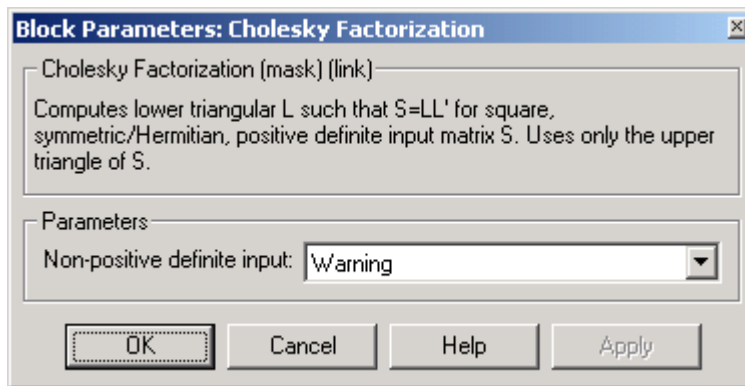 Block Parameters: Cholesky Factorization
Cholesky Factorization (mask) (link)
Computes lower triangular L such that S=LL' for square,
symmetric/Hermitian, positive definite input matrix S. Uses only the upper
triangle of S.
Parameters
Non-positive definite input: Warning
OK Cancel Help Apply